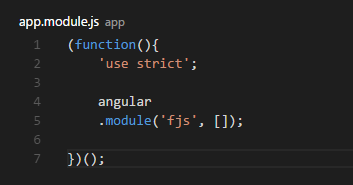 app.module.js app
1 (function(){
2     'use strict';
3
4     angular
5     .module('fjs', []);
6
7 })();